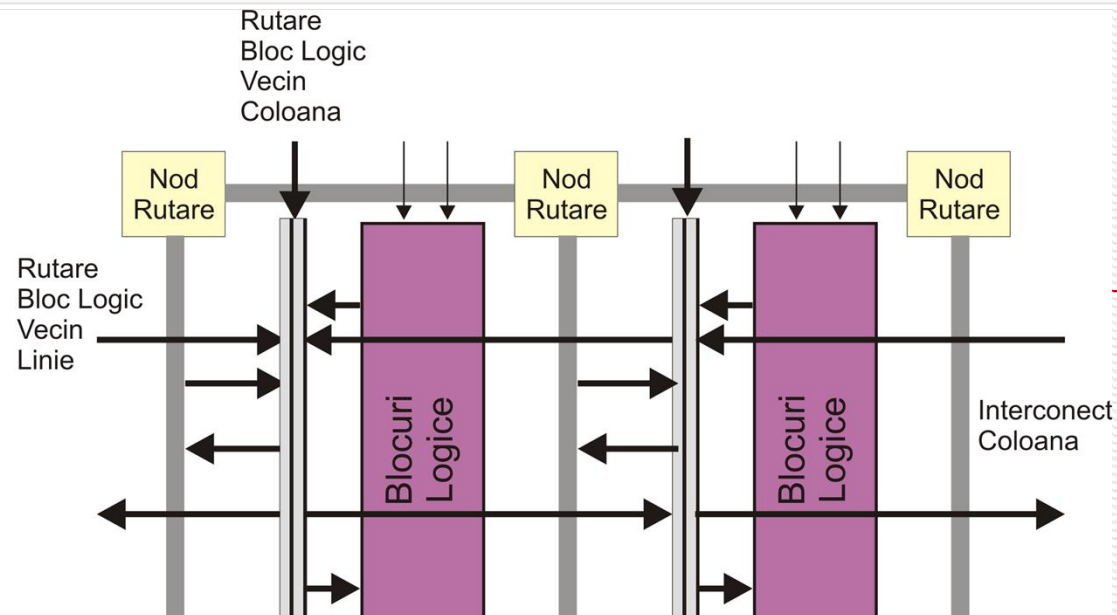 Rutare
Bloc Logic
Vecin
Coloana
Nod
Rutare
Nod
Rutare
Nod
Rutare
Rutare
Bloc Logic
Vecin
Linie
Blocuri
Logice
Blocuri
Logice
Interconect
Coloana